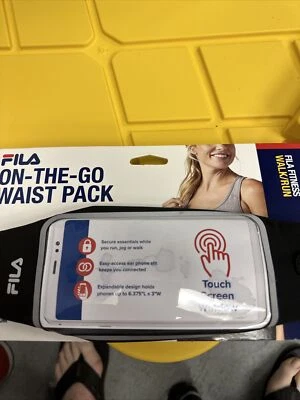 FILA
ON-THE-GO
WAIST PACK
FILA FITNESS
WALK/RUN
FILA
Secure essentials while
you run, jog or walk
Easy-access ear phone slit
keeps you connected
Expandable design holds
phones up to 6.375"L x 3"W
Touch
Screen
Window